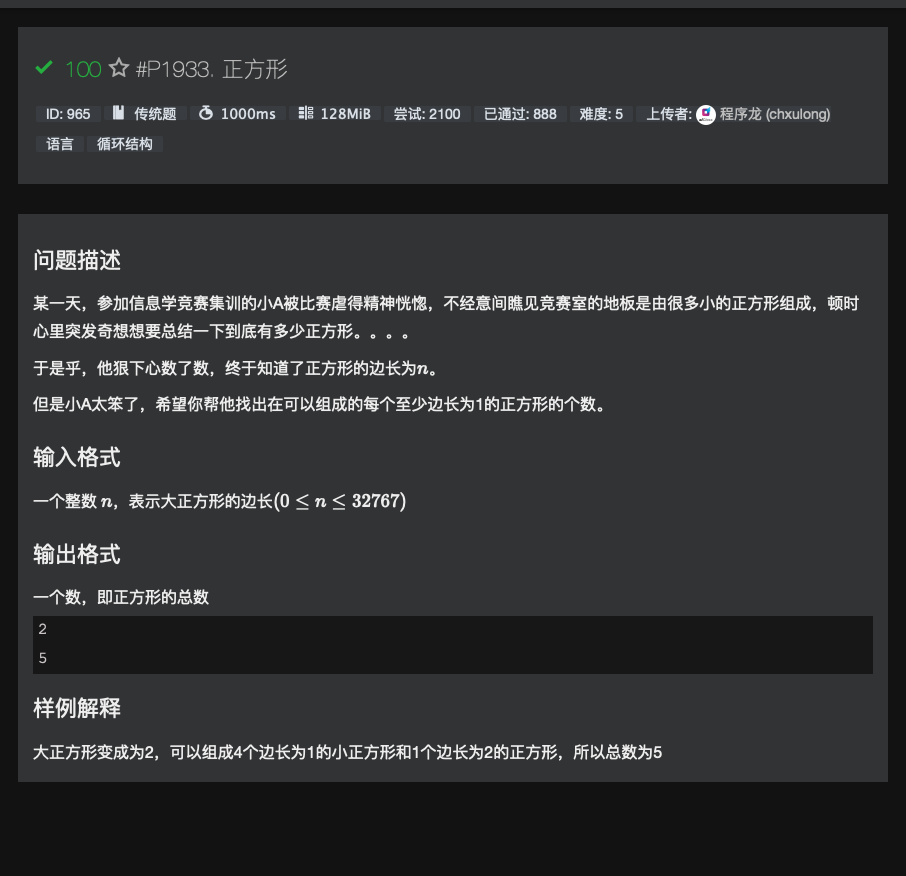 100 #P1933. 正方形
ID: 965 传统题 1000ms 128MiB 尝试: 2100 已通过: 888 难度: 5 上传者: 程序龙 (chxulong)
语言 循环结构
问题描述
某一天，参加信息学竞赛集训的小A被比赛虐得精神恍惚，不经意间瞧见竞赛室的地板是由很多小的正方形组成，顿时
心里突发奇想想要总结一下到底有多少正方形。。。。
于是乎，他狠下心数了数，终于知道了正方形的边长为n。
但是小A太笨了，希望你帮他找出在可以组成的每个至少边长为1的正方形的个数。
输入格式
一个整数 n，表示大正方形的边长(0 ≤ n ≤ 32767)
输出格式
一个数，即正方形的总数
2
5
样例解释
大正方形变成为2，可以组成4个边长为1的小正方形和1个边长为2的正方形，所以总数为5